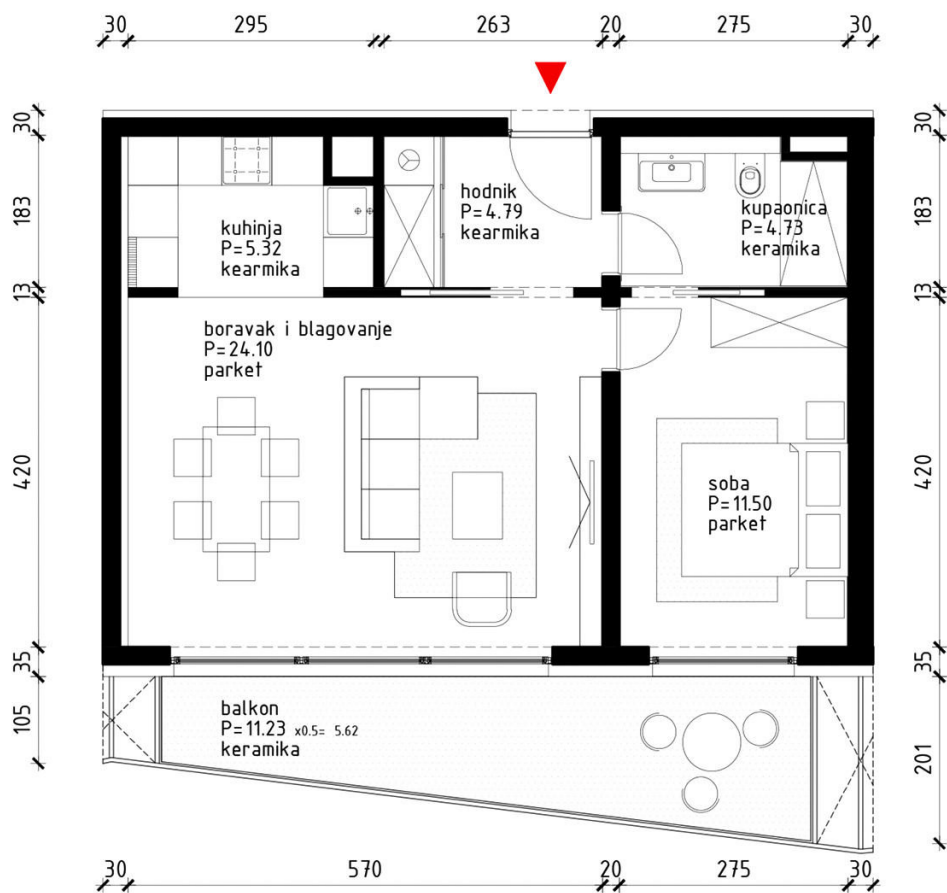 30 295 263 20 275 30
30
30
hodnik
P=4.79
kearmika
183
kuhinja
P=5.32
kearmika
kupaonica
P=4.73
keramika
183
13
13
boravak i blagovanje
P=24.10
parket
420
soba
P=11.50
parket
420
35
35
105
balkon
P=11.23 x0.5= 5.62
keramika
201
30 570 20 275 30